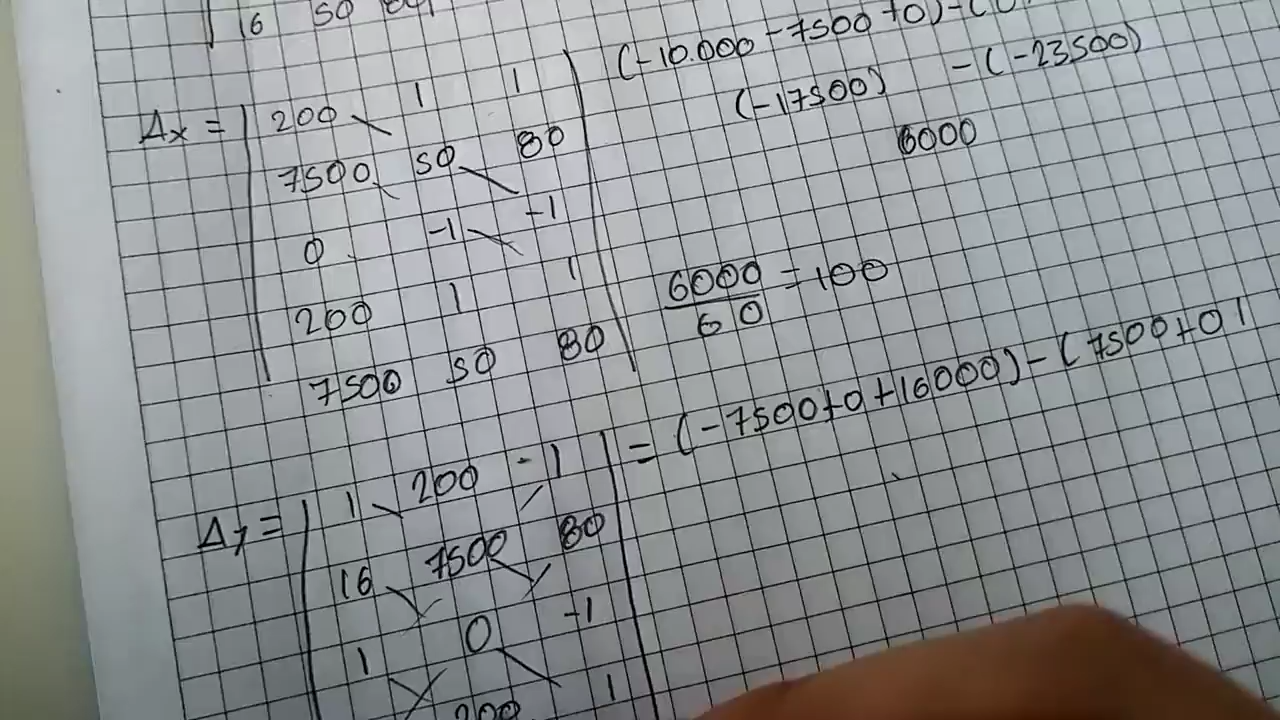 16 50
(-10.000 -7500 +0) - (0
Δx = | 200 1 1 |
(-17500) - (-23500)
7500 50 80
6000
0 -1 -1
200 1 1
6000/60 = 100
7500 50 80
Δy = | 1 200 -1 | = (-7500+0+16000) - (7500+0
16 7500 80
1 0 -1
200 1